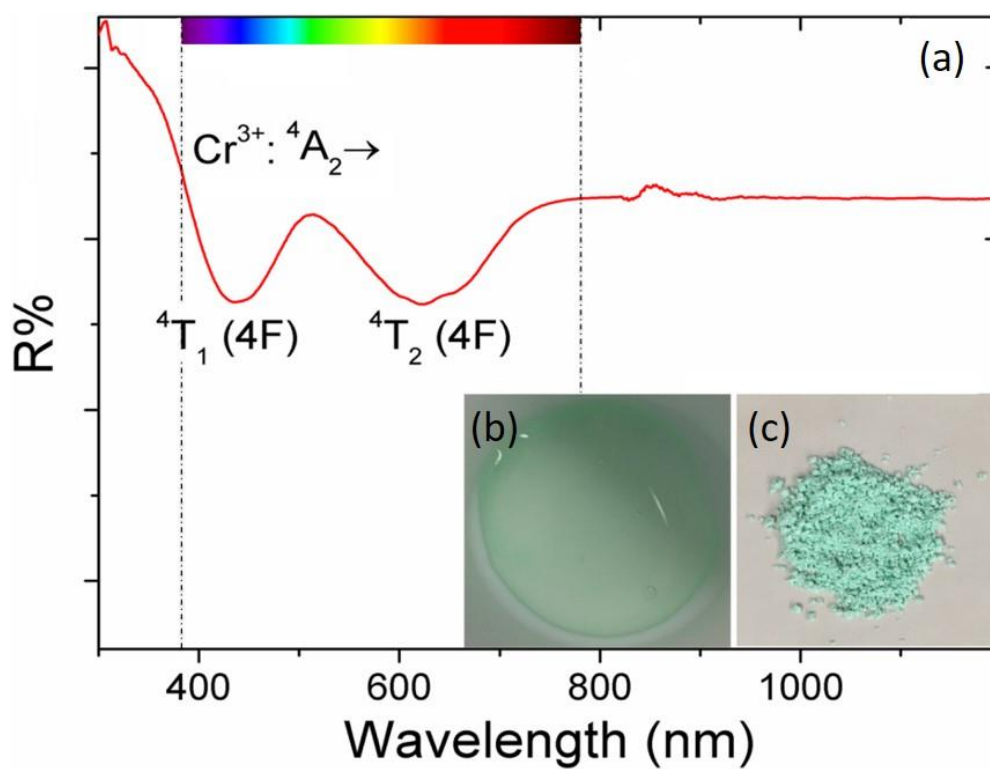 (a)
Cr³⁺: ⁴A₂→
⁴T₁ (4F)
⁴T₂ (4F)
R%
(b)
(c)
400
600
800
1000
Wavelength (nm)